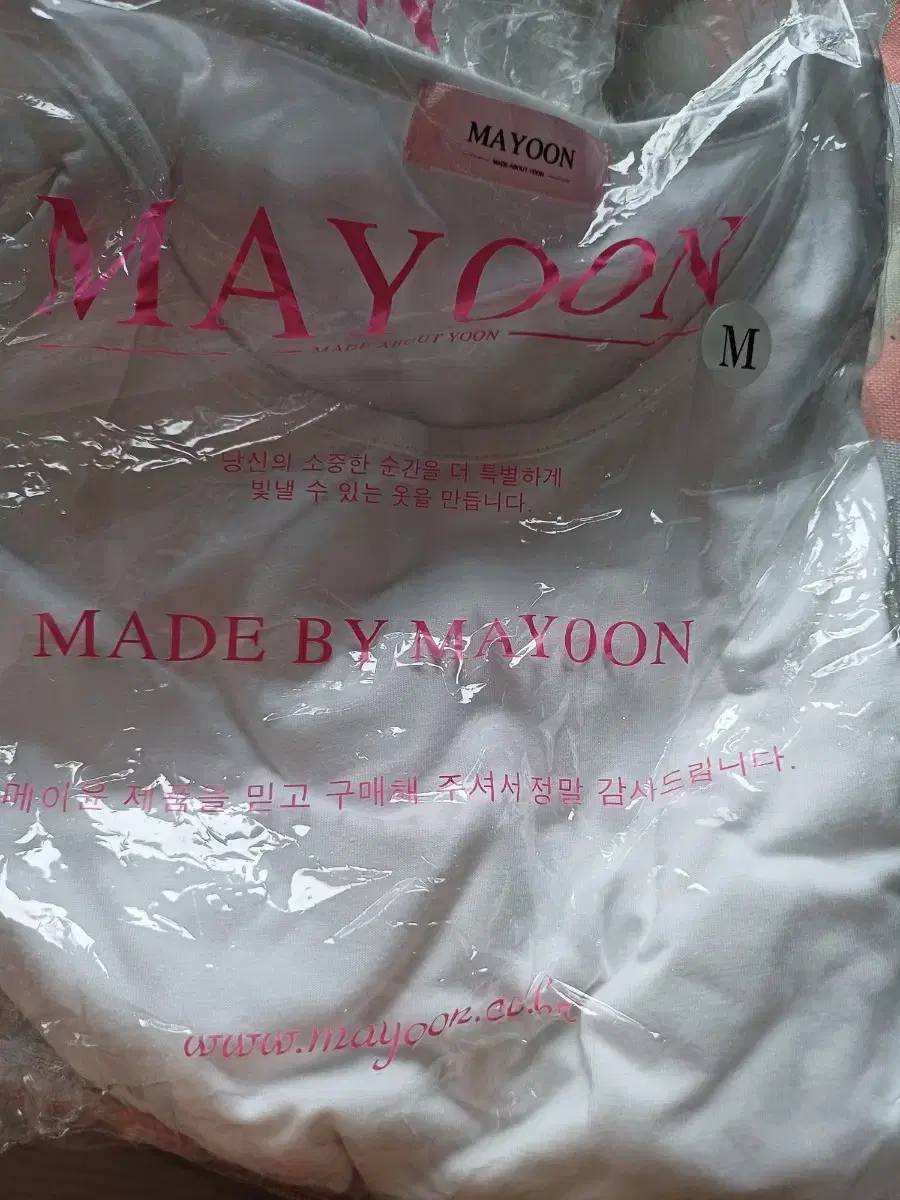 MAYOON
MADE ABOUT YOON
MAYOON
MADE ABOUT YOON
M
당신의 소중한 순간을 더 특별하게
빛낼 수 있는 옷을 만듭니다.
MADE BY MAY0ON
메이윤 제품을 믿고 구매해 주셔서정말 감사드립니다.
www.mayoon.co.kr